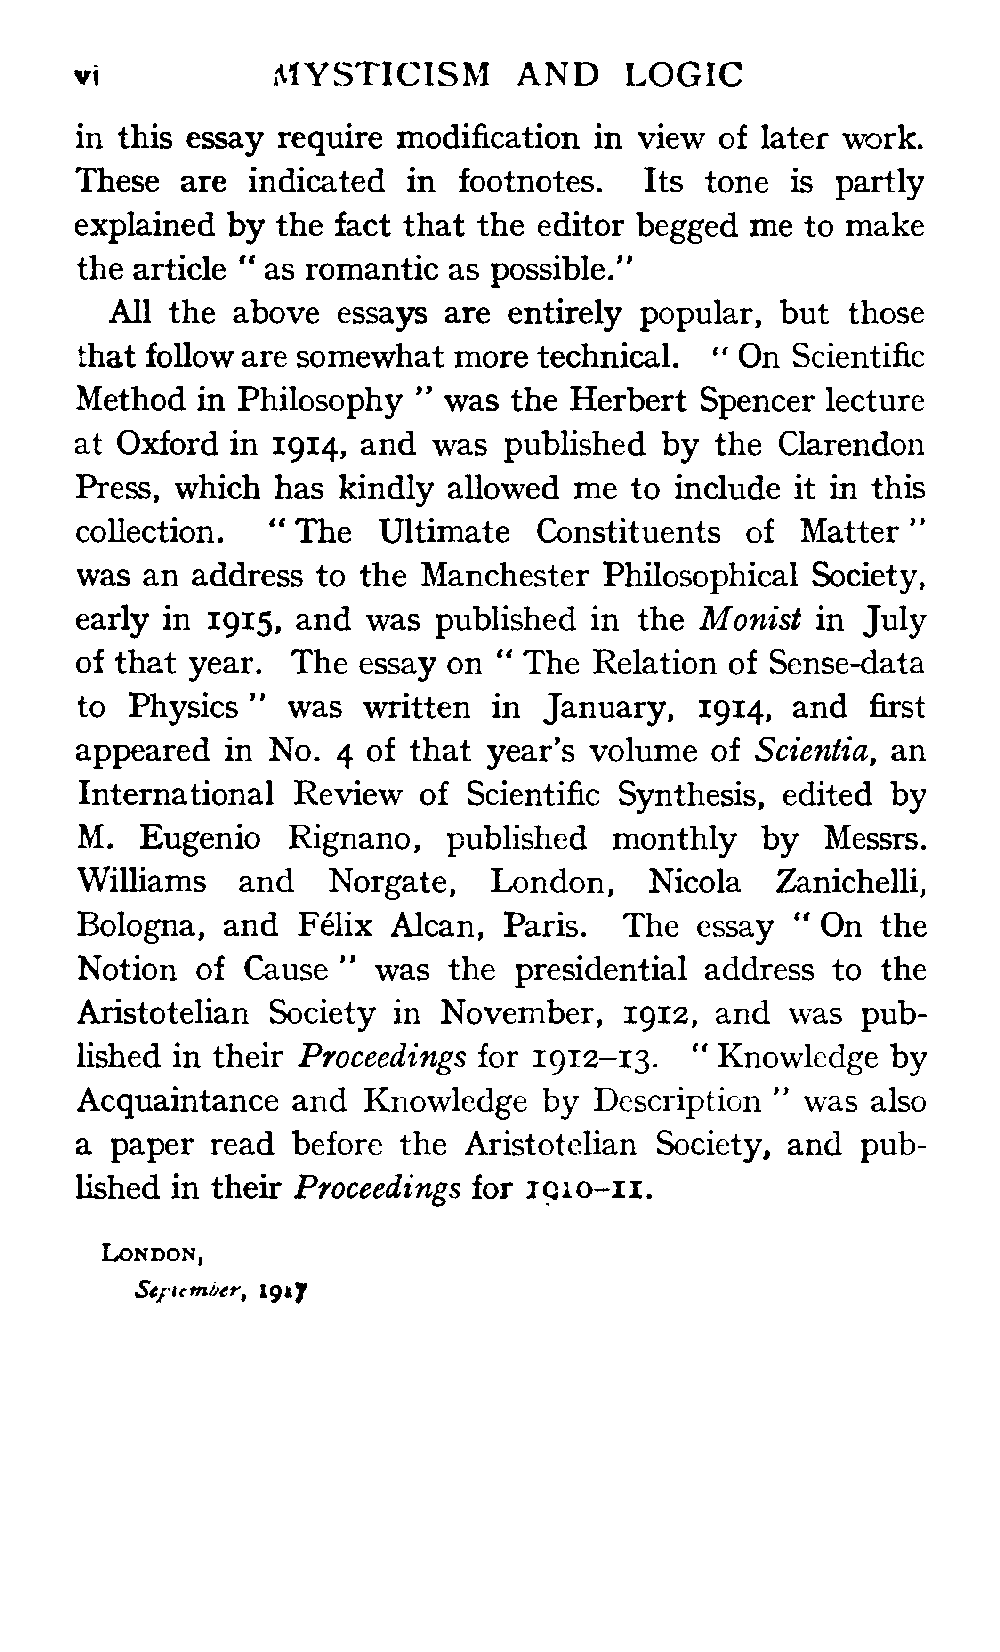 vi MYSTICISM AND LOGIC
in this essay require modification in view of later work.
These are indicated in footnotes. Its tone is partly
explained by the fact that the editor begged me to make
the article “ as romantic as possible.”
All the above essays are entirely popular, but those
that follow are somewhat more technical. “ On Scientific
Method in Philosophy ” was the Herbert Spencer lecture
at Oxford in 1914, and was published by the Clarendon
Press, which has kindly allowed me to include it in this
collection. “ The Ultimate Constituents of Matter ”
was an address to the Manchester Philosophical Society,
early in 1915, and was published in the Monist in July
of that year. The essay on “ The Relation of Sense-data
to Physics ” was written in January, 1914, and first
appeared in No. 4 of that year’s volume of Scientia, an
International Review of Scientific Synthesis, edited by
M. Eugenio Rignano, published monthly by Messrs.
Williams and Norgate, London, Nicola Zanichelli,
Bologna, and Félix Alcan, Paris. The essay “ On the
Notion of Cause ” was the presidential address to the
Aristotelian Society in November, 1912, and was pub-
lished in their Proceedings for 1912–13. “ Knowledge by
Acquaintance and Knowledge by Description ” was also
a paper read before the Aristotelian Society, and pub-
lished in their Proceedings for 1910–11.
LONDON,
September, 1917